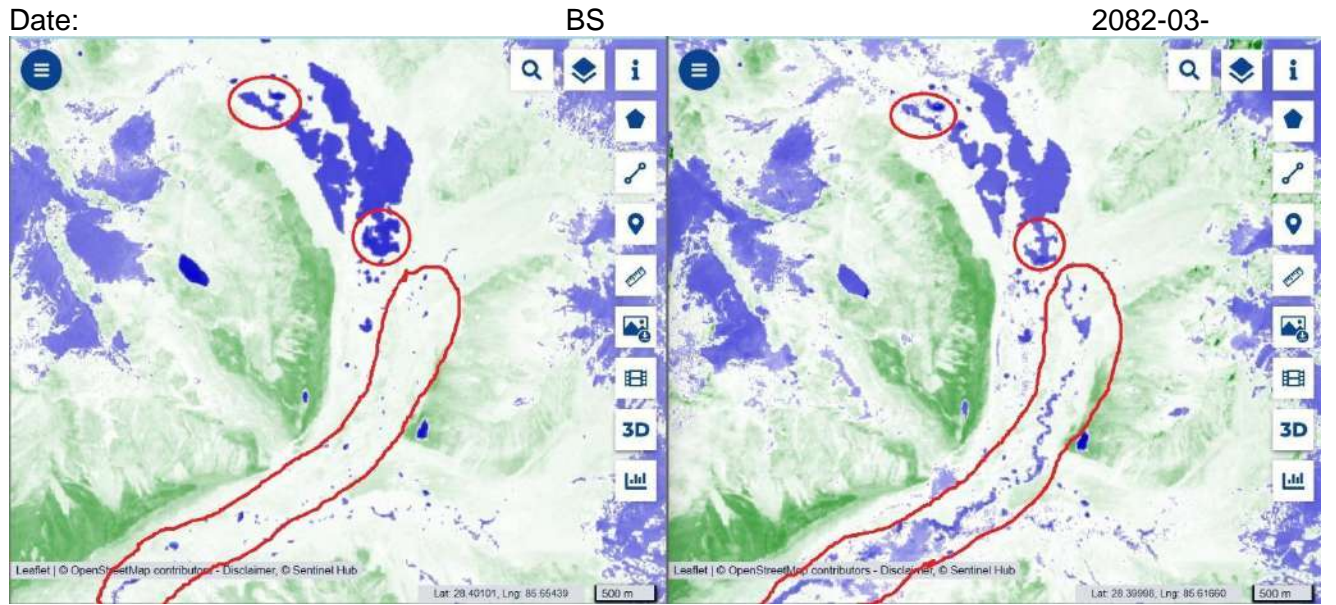 Date: BS 2082-03-
3D 3D
Leaflet | © OpenStreetMap contributors - Disclaimer, © Sentinel Hub Leaflet | © OpenStreetMap contributors - Disclaimer, © Sentinel Hub
Lat: 28.40101, Lng: 85.65439 500 m Lat: 28.39998, Lng: 85.61660 500 m